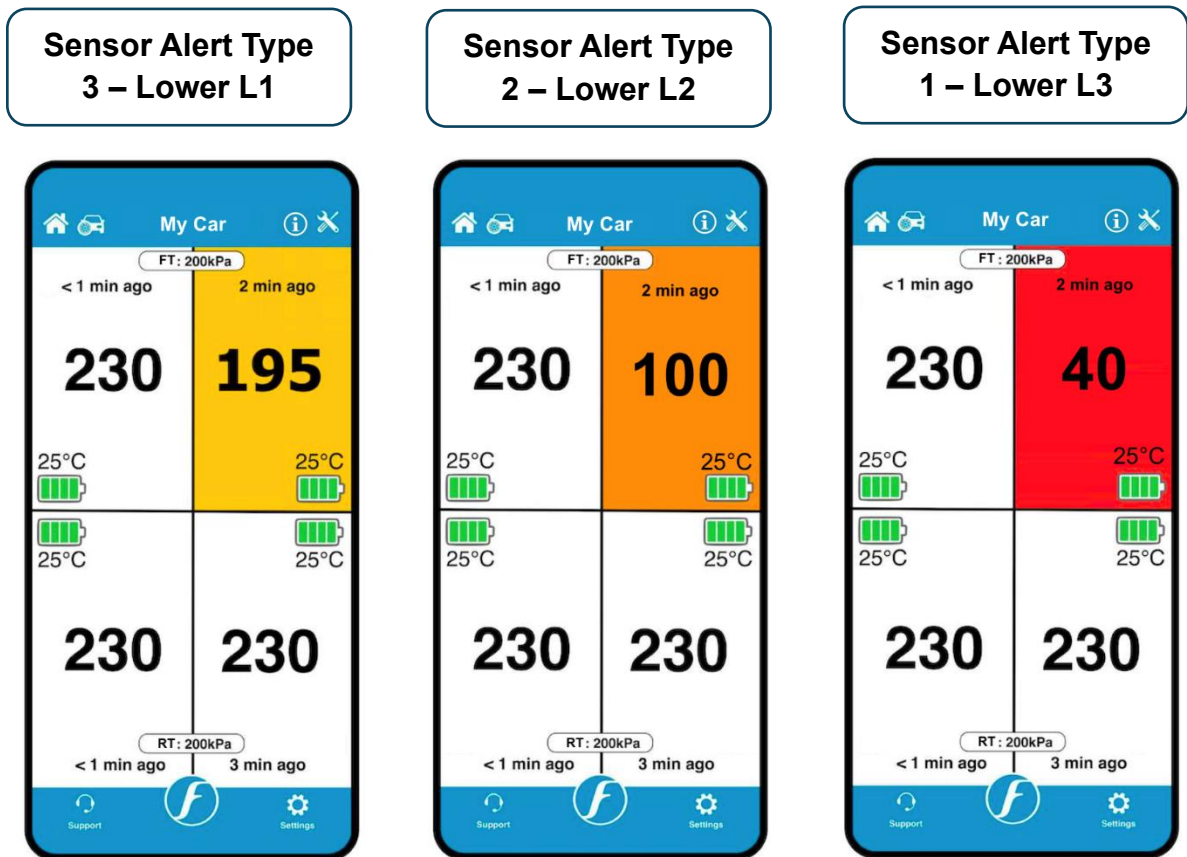 Sensor Alert Type
3 – Lower L1
Sensor Alert Type
2 – Lower L2
Sensor Alert Type
1 – Lower L3
My Car
FT: 200kPa
< 1 min ago
2 min ago
230
195
25°C
25°C
25°C
25°C
230
230
RT: 200kPa
< 1 min ago
3 min ago
Support
f
Settings
My Car
FT: 200kPa
< 1 min ago
2 min ago
230
100
25°C
25°C
25°C
25°C
230
230
RT: 200kPa
< 1 min ago
3 min ago
Support
f
Settings
My Car
FT: 200kPa
< 1 min ago
2 min ago
230
40
25°C
25°C
25°C
25°C
230
230
RT: 200kPa
< 1 min ago
3 min ago
Support
f
Settings